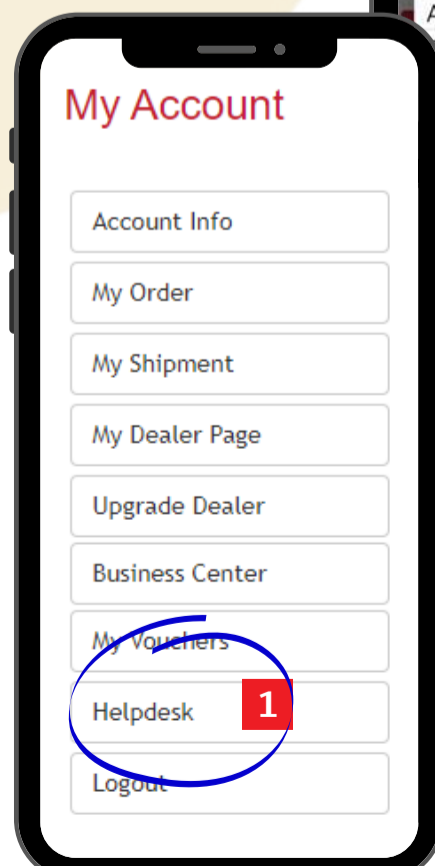 A
My Account
Account Info
My Order
My Shipment
My Dealer Page
Upgrade Dealer
Business Center
My Vouchers
Helpdesk 1
Logout